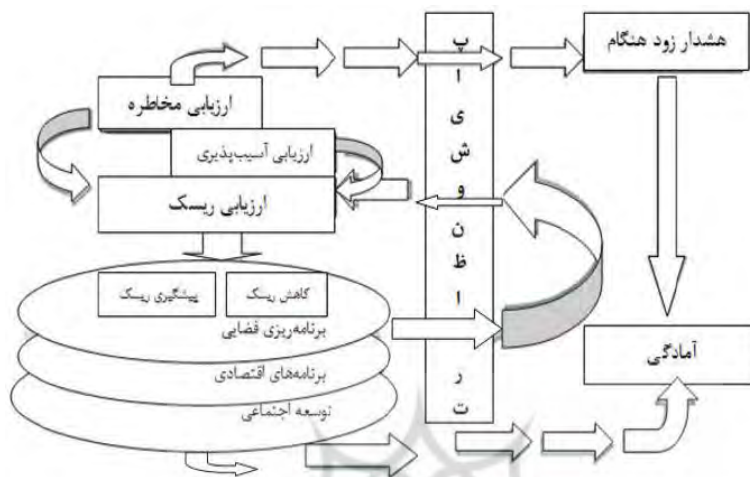 هشدار زود هنگام
ارزیابی مخاطره
ارزیابی آسیب‌پذیری
ارزیابی ریسک
پیشگیری ریسک
کاهش ریسک
برنامه‌ریزی فضایی
برنامه‌های اقتصادی
توسعه اجتماعی
پ
ا
ی
ش
و
ن
ظ
ا
ر
ت
آمادگی